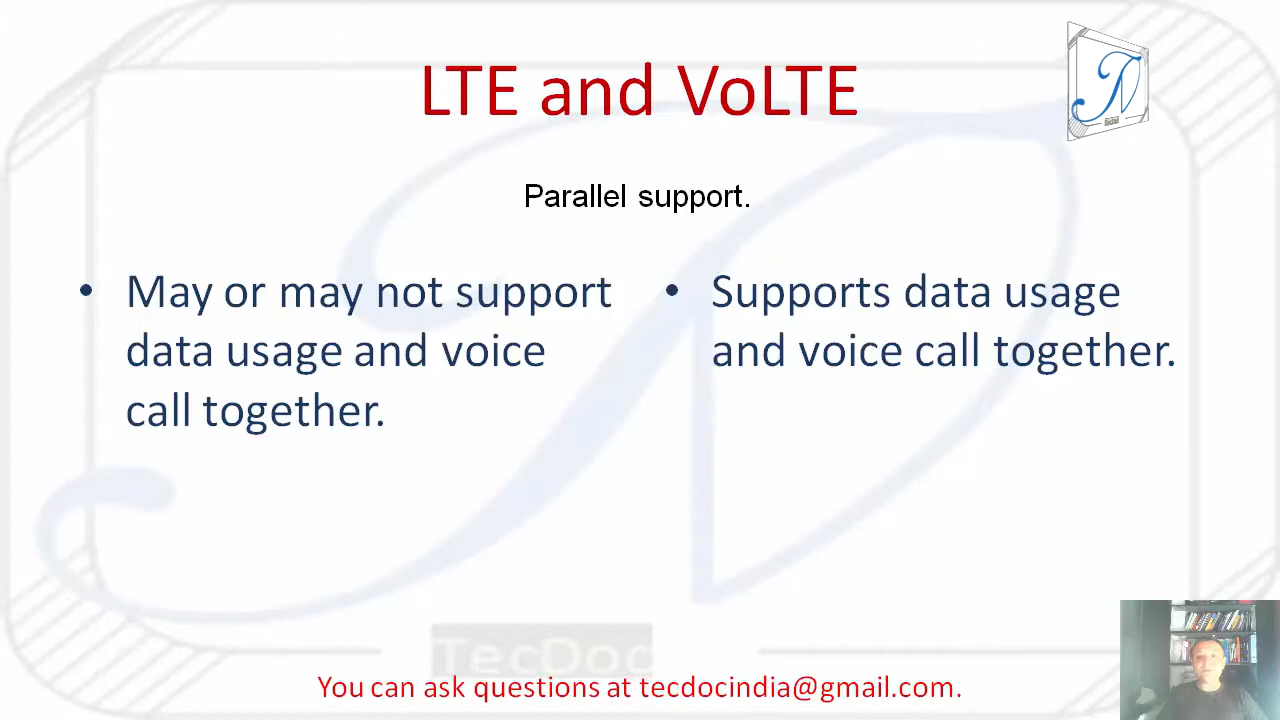 LTE and VoLTE
Parallel support.
• May or may not support
data usage and voice
call together.
• Supports data usage
and voice call together.
TecDoc
You can ask questions at tecdocindia@gmail.com.